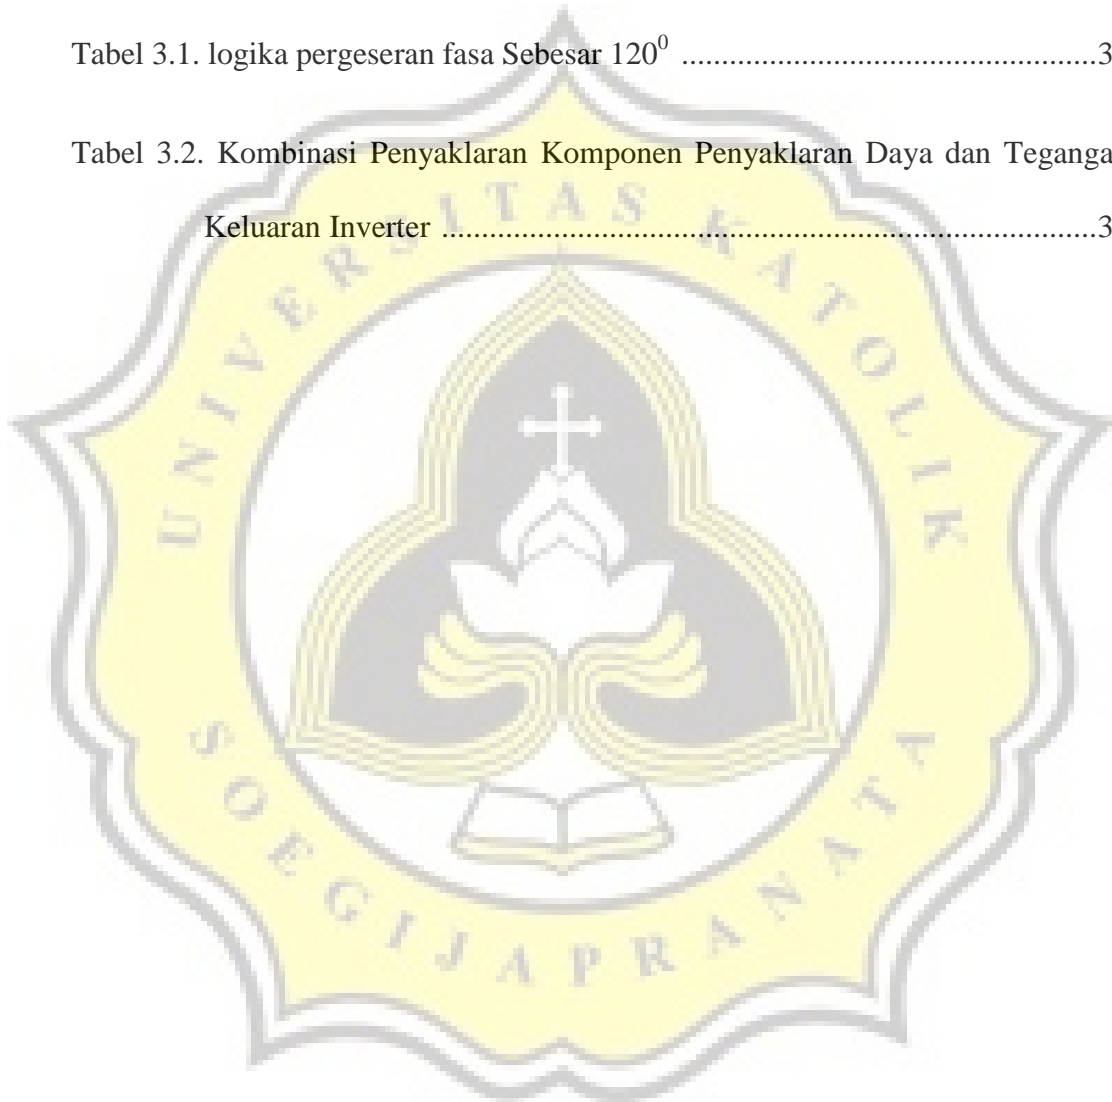 Tabel 3.1. logika pergeseran fasa Sebesar 120⁰ ...................................................3
Tabel 3.2. Kombinasi Penyaklaran Komponen Penyaklaran Daya dan Teganga
Keluaran Inverter .................................................................................3
UNIVERSITAS KATOLIK
SOEGIJAPRANATA